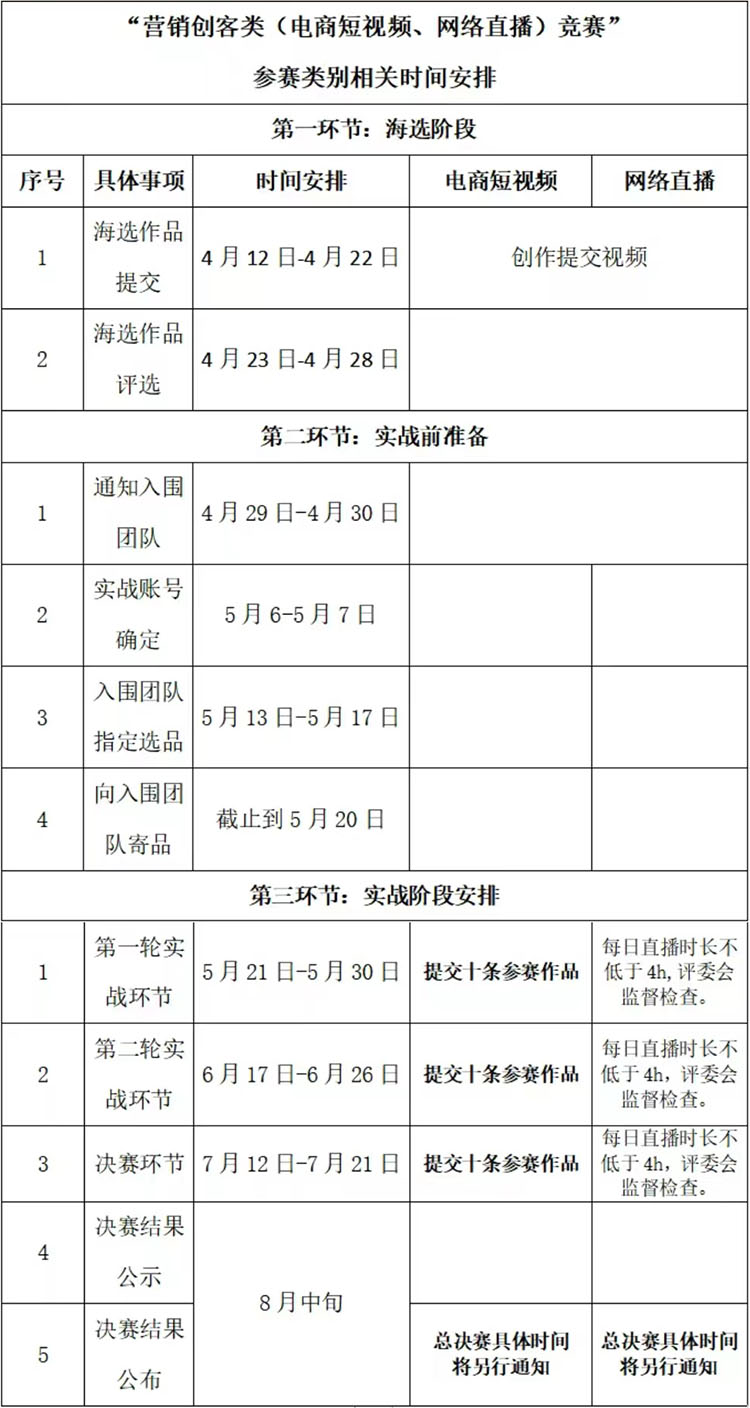 “营销创客类（电商短视频、网络直播）竞赛”
参赛类别相关时间安排
第一环节：海选阶段
序号 具体事项 时间安排 电商短视频 网络直播
1 海选作品提交 4月12日-4月22日 创作提交视频
2 海选作品评选 4月23日-4月28日
第二环节：实战前准备
1 通知入围团队 4月29日-4月30日
2 实战账号确定 5月6-5月7日
3 入围团队指定选品 5月13日-5月17日
4 向入围团队寄品 截止到5月20日
第三环节：实战阶段安排
1 第一轮实战环节 5月21日-5月30日 提交十条参赛作品 每日直播时长不低于4h,评委会监督检查。
2 第二轮实战环节 6月17日-6月26日 提交十条参赛作品 每日直播时长不低于4h，评委会监督检查。
3 决赛环节 7月12日-7月21日 提交十条参赛作品 每日直播时长不低于4h，评委会监督检查。
4 决赛结果公示 8月中旬
5 决赛结果公布 总决赛具体时间将另行通知 总决赛具体时间将另行通知